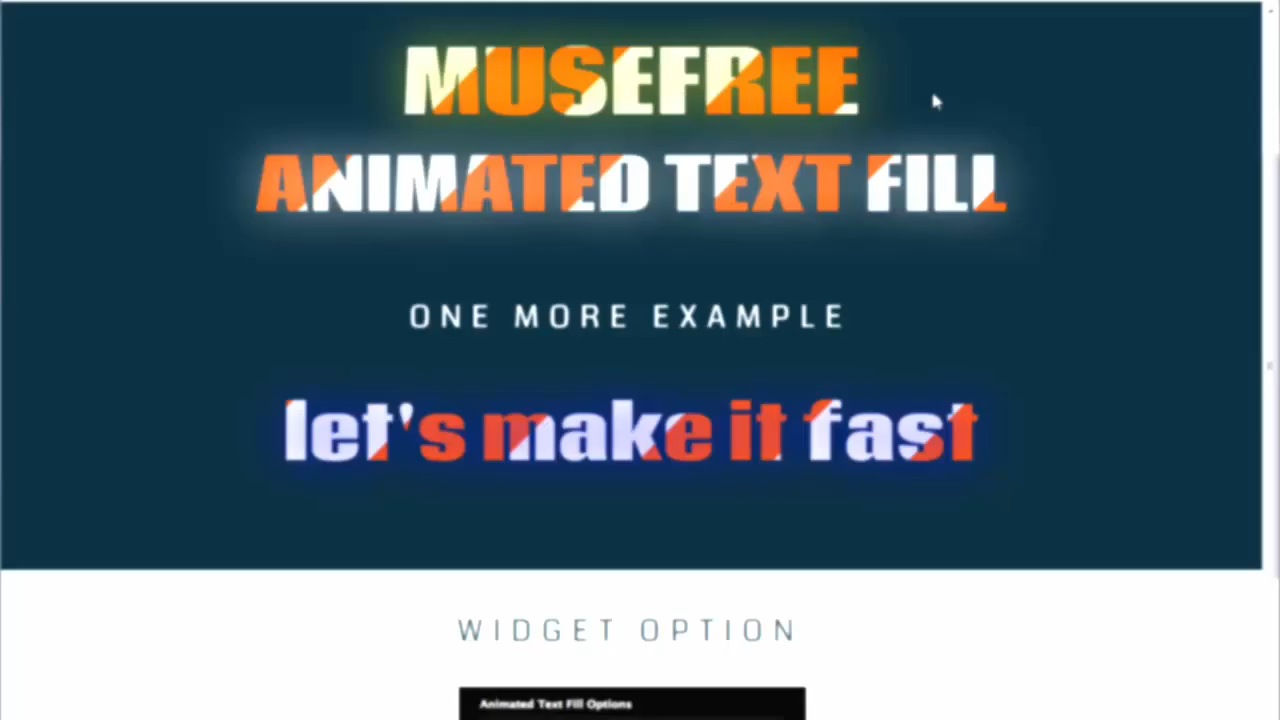 MUSEFREE
ANIMATED TEXT FILL
ONE MORE EXAMPLE
let's make it fast
WIDGET OPTION
Animated Text Fill Options